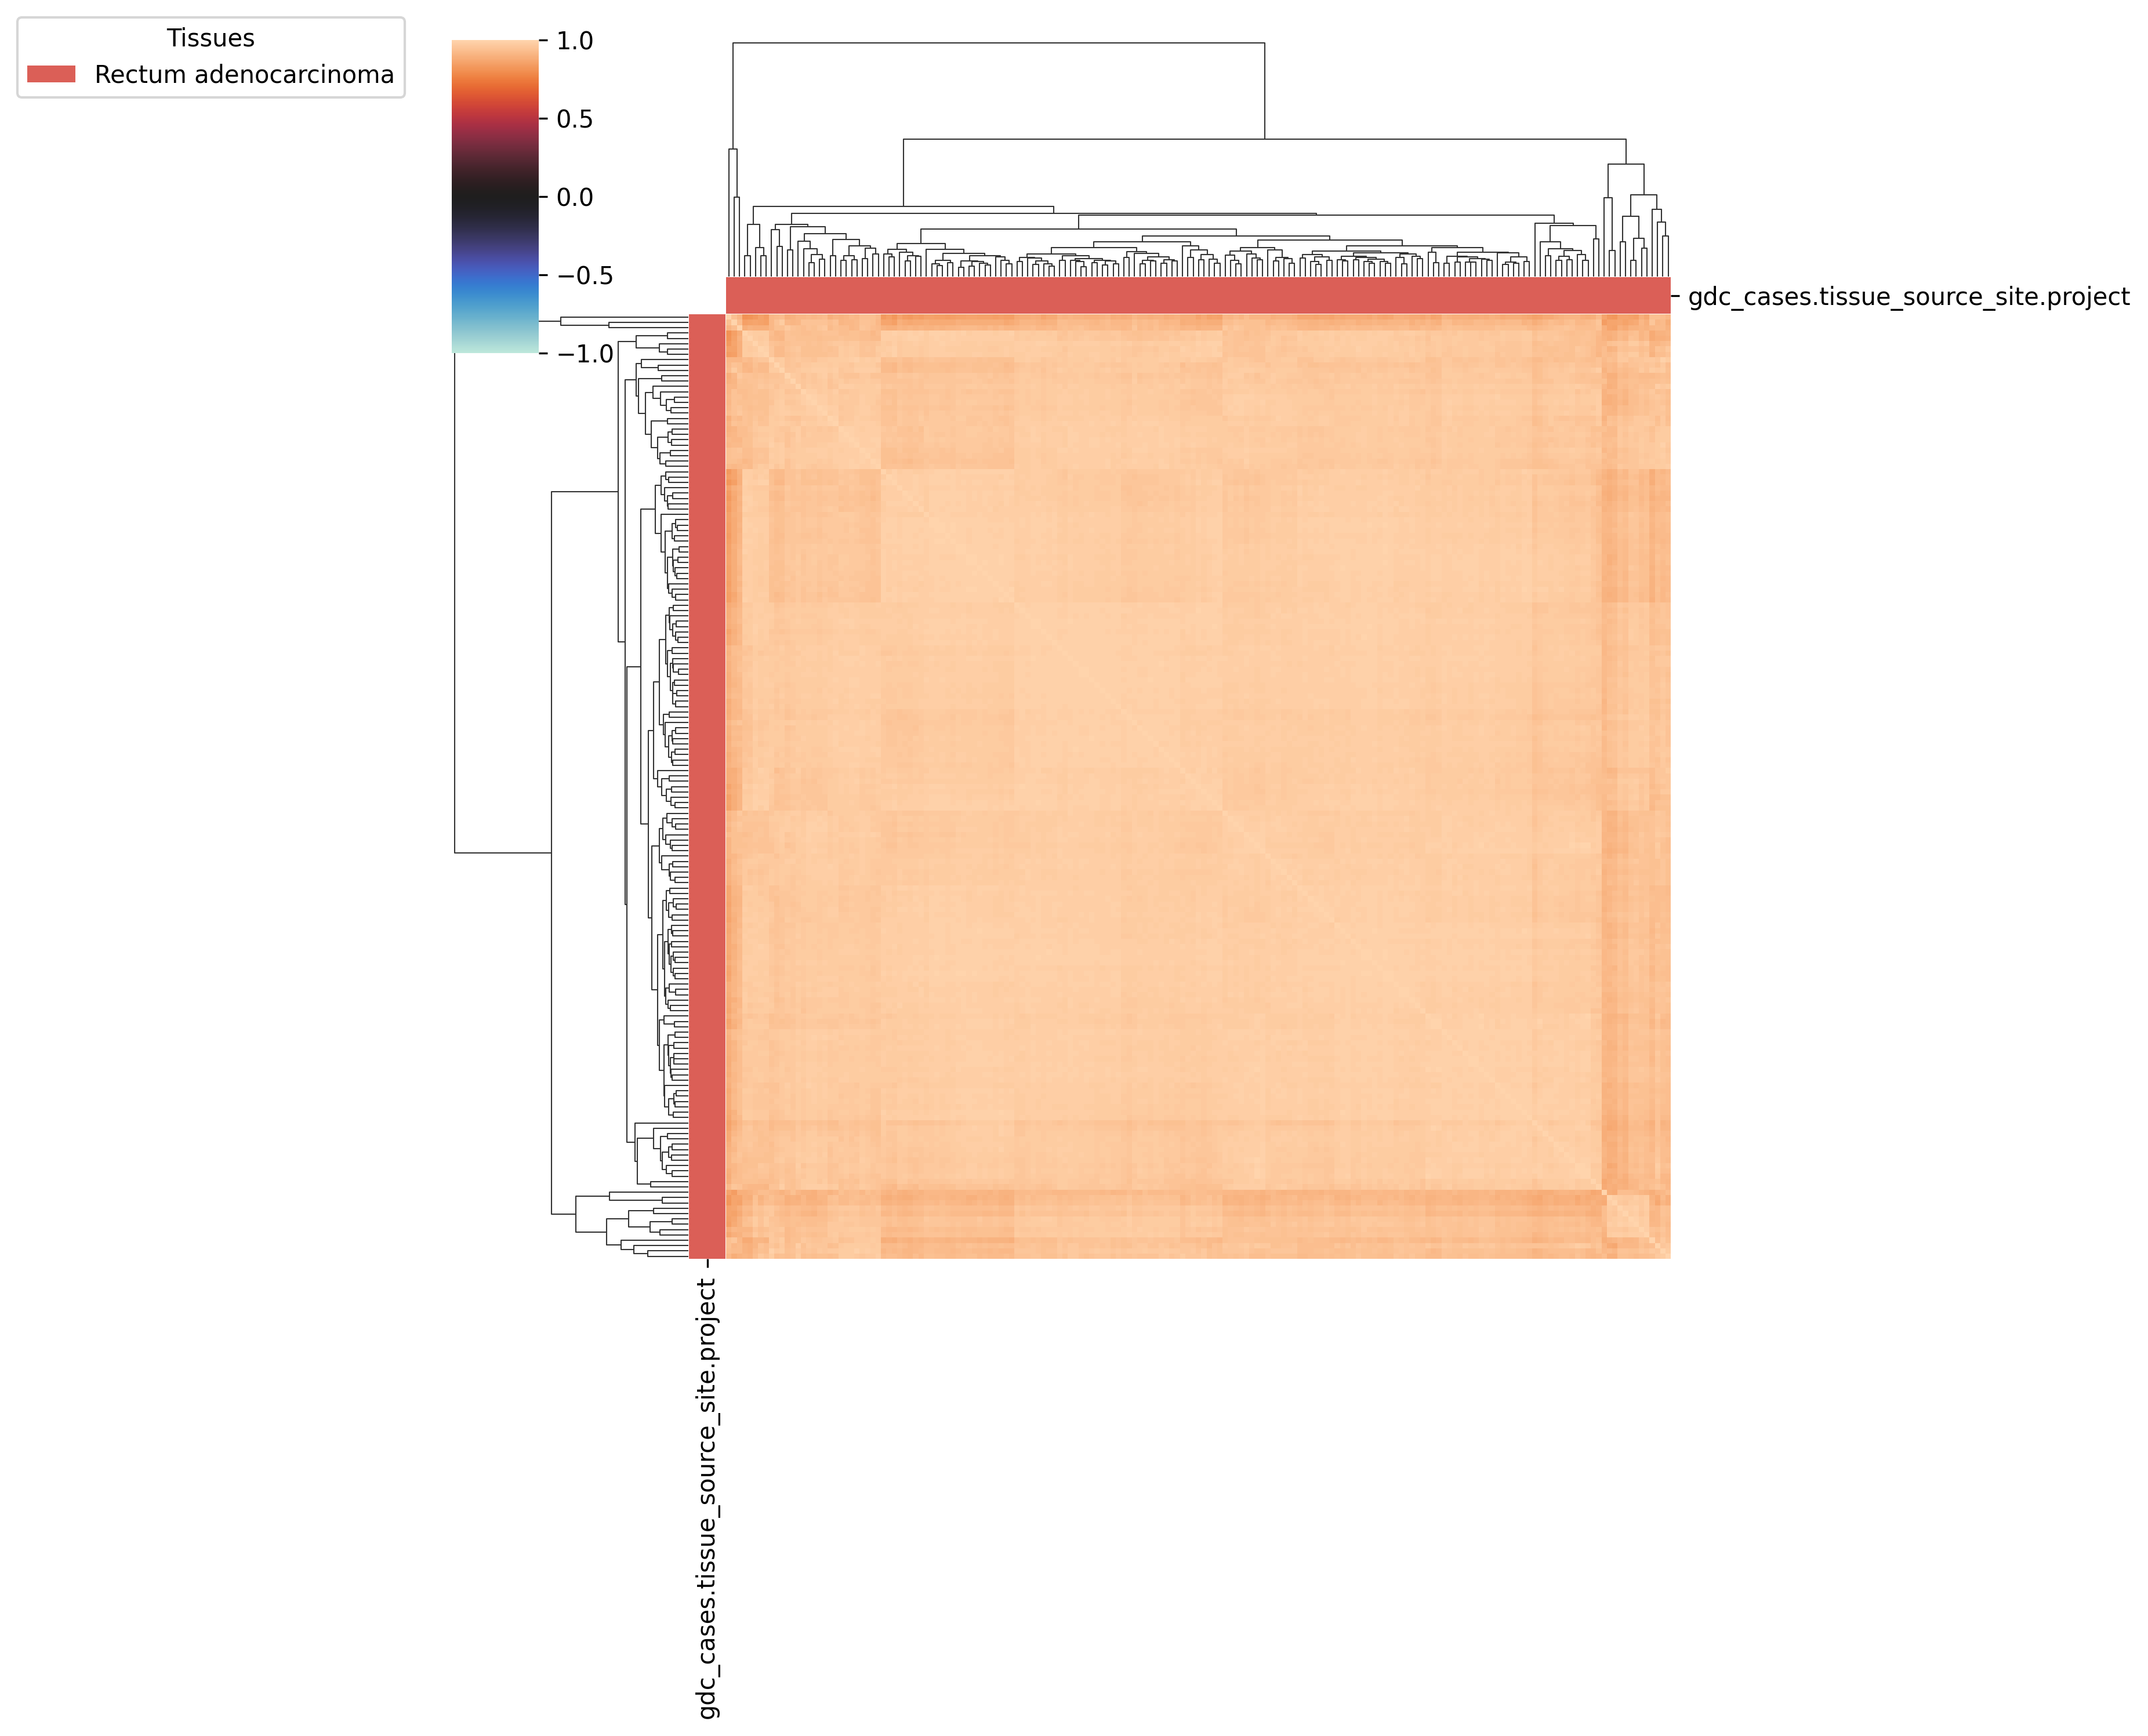 Tissues
Rectum adenocarcinoma
1.0
0.5
0.0
−0.5
−1.0
gdc_cases.tissue_source_site.project
gdc_cases.tissue_source_site.project